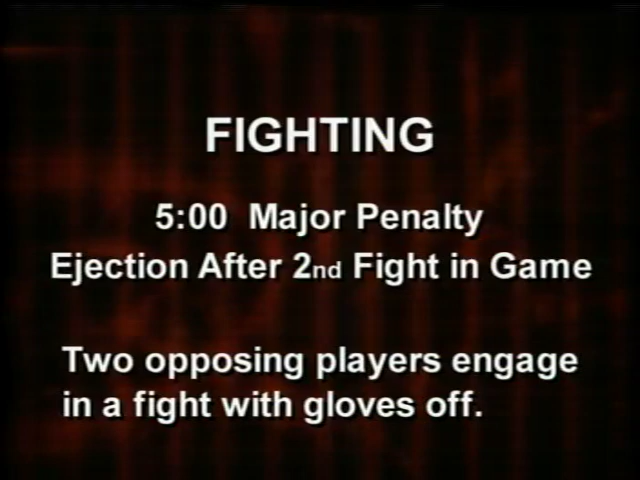 FIGHTING
5:00 Major Penalty
Ejection After 2nd Fight in Game
Two opposing players engage
in a fight with gloves off.